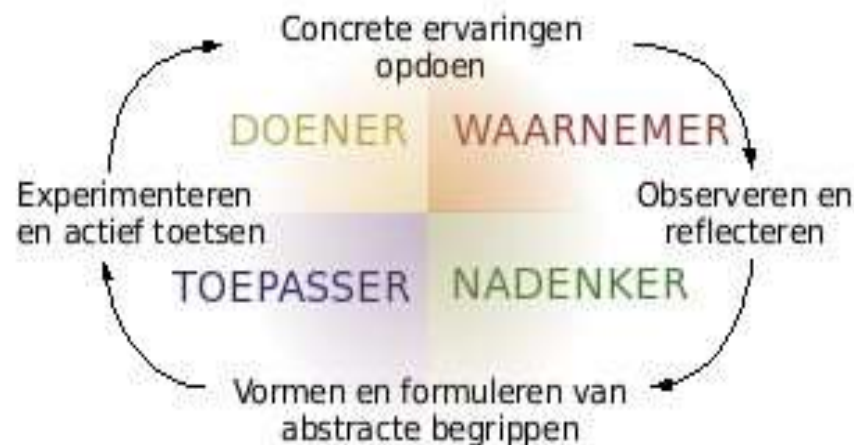 Concrete ervaringen
opdoen
DOENER
WAARNEMER
Experimenteren
en actief toetsen
Observeren en
reflecteren
TOEPASSER
NADENKER
Vormen en formuleren van
abstracte begrippen